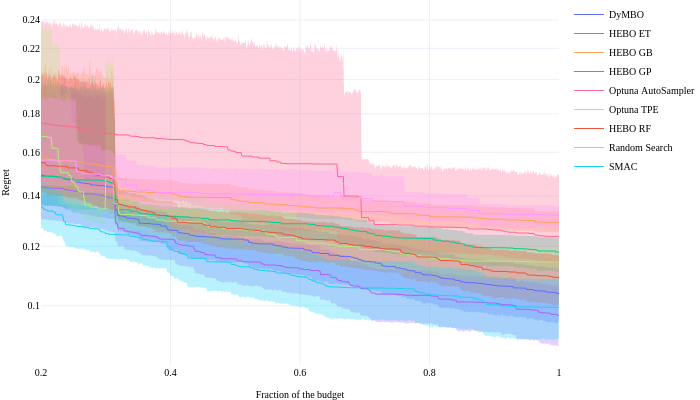 0.24
0.22
0.2
0.18
0.16
0.14
0.12
0.1
Regret
0.2
0.4
0.6
0.8
1
Fraction of the budget
DyMBO
HEBO ET
HEBO GB
HEBO GP
Optuna AutoSampler
Optuna TPE
HEBO RF
Random Search
SMAC